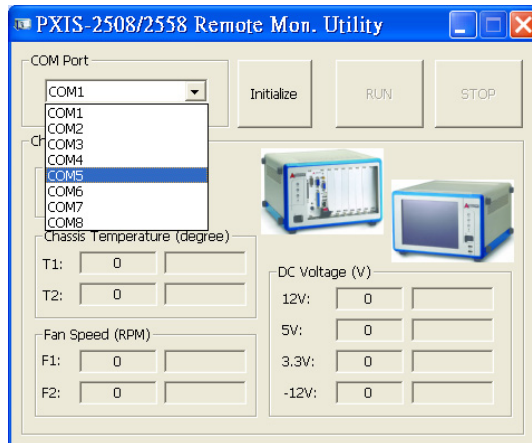 PXIS-2508/2558 Remote Mon. Utility
COM Port
COM1
Initialize
RUN
STOP
COM1
COM2
COM3
COM4
COM5
COM6
COM7
COM8
Chassis Temperature (degree)
T1: 0
T2: 0
Fan Speed (RPM)
F1: 0
F2: 0
DC Voltage (V)
12V: 0
5V: 0
3.3V: 0
-12V: 0